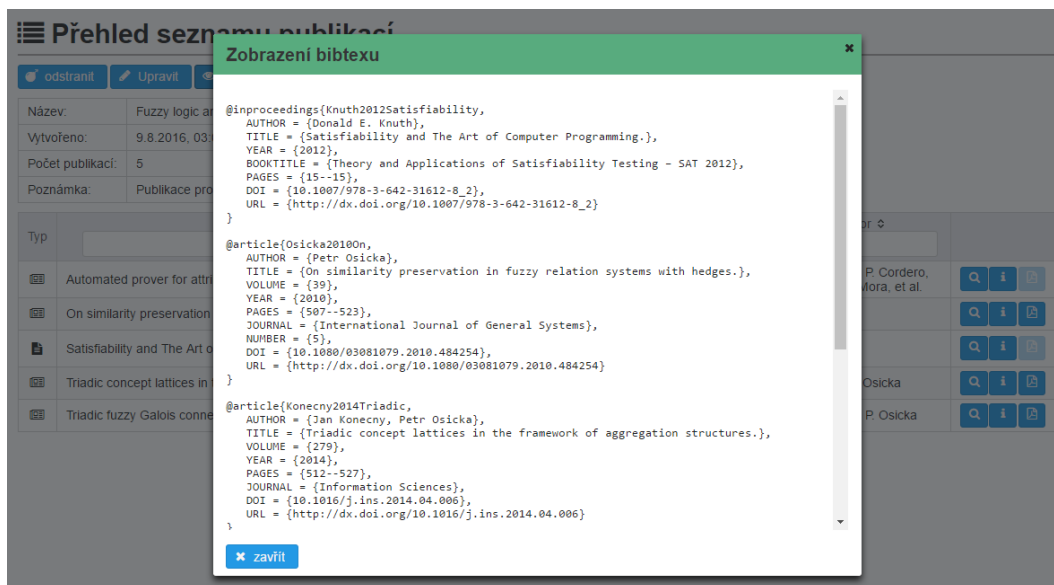 Přehled seznamu publikací
odstranit Upravit
Název: Fuzzy logic
Vytvořeno: 9.8.2016,
Počet publikací: 5
Poznámka: Publikace
Typ
Automated prover for
On similarity preservation
Satisfiability and The Art
Triadic concept lattices in
Triadic fuzzy Galois
P. Cordero,
Mora, et al.
Osicka
P. Osicka
Zobrazení bibtexu
@inproceedings{Knuth2012Satisfiability,
AUTHOR = {Donald E. Knuth},
TITLE = {Satisfiability and The Art of Computer Programming.},
YEAR = {2012},
BOOKTITLE = {Theory and Applications of Satisfiability Testing – SAT 2012},
PAGES = {15--15},
DOI = {10.1007/978-3-642-31612-8_2},
URL = {http://dx.doi.org/10.1007/978-3-642-31612-8_2}
}
@article{Osicka2010On,
AUTHOR = {Petr Osicka},
TITLE = {On similarity preservation in fuzzy relation systems with hedges.},
VOLUME = {39},
YEAR = {2010},
PAGES = {507--523},
JOURNAL = {International Journal of General Systems},
NUMBER = {5},
DOI = {10.1080/03081079.2010.484254},
URL = {http://dx.doi.org/10.1080/03081079.2010.484254}
}
@article{Konecny2014Triadic,
AUTHOR = {Jan Konecny, Petr Osicka},
TITLE = {Triadic concept lattices in the framework of aggregation structures.},
VOLUME = {279},
YEAR = {2014},
PAGES = {512--527},
JOURNAL = {Information Sciences},
DOI = {10.1016/j.ins.2014.04.006},
URL = {http://dx.doi.org/10.1016/j.ins.2014.04.006}
}
zavřít